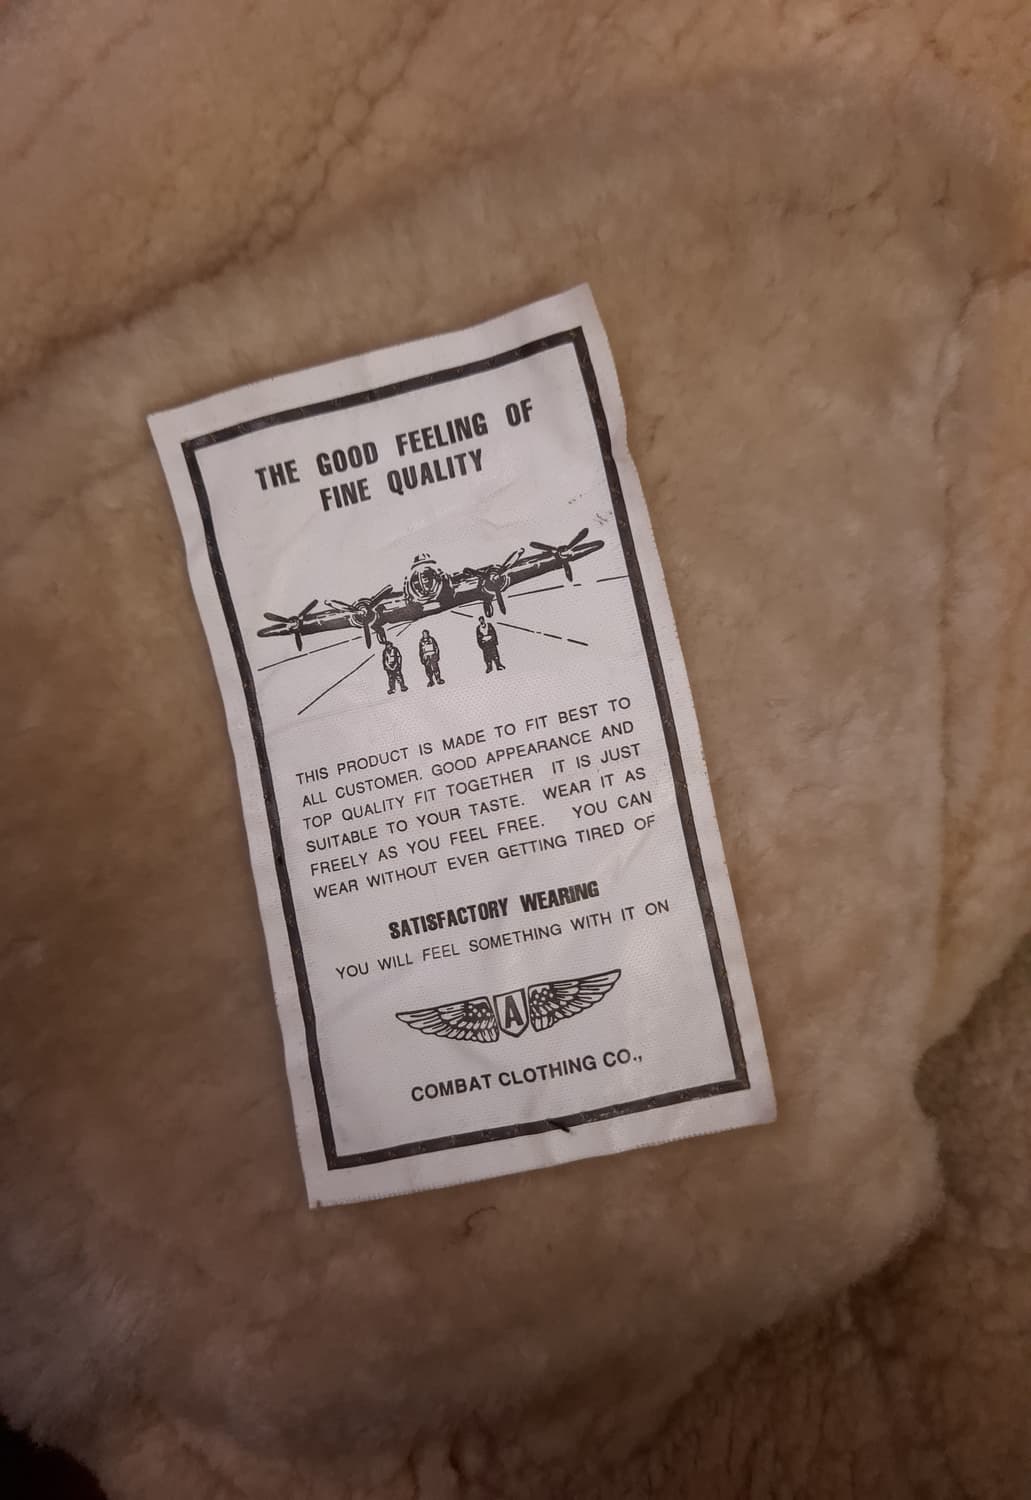 THE GOOD FEELING OF
FINE QUALITY
THIS PRODUCT IS MADE TO FIT BEST TO
ALL CUSTOMER. GOOD APPEARANCE AND
TOP QUALITY FIT TOGETHER IT IS JUST
SUITABLE TO YOUR TASTE. WEAR IT AS
FREELY AS YOU FEEL FREE. YOU CAN
WEAR WITHOUT EVER GETTING TIRED OF
SATISFACTORY WEARING
YOU WILL FEEL SOMETHING WITH IT ON
A
COMBAT CLOTHING CO.,